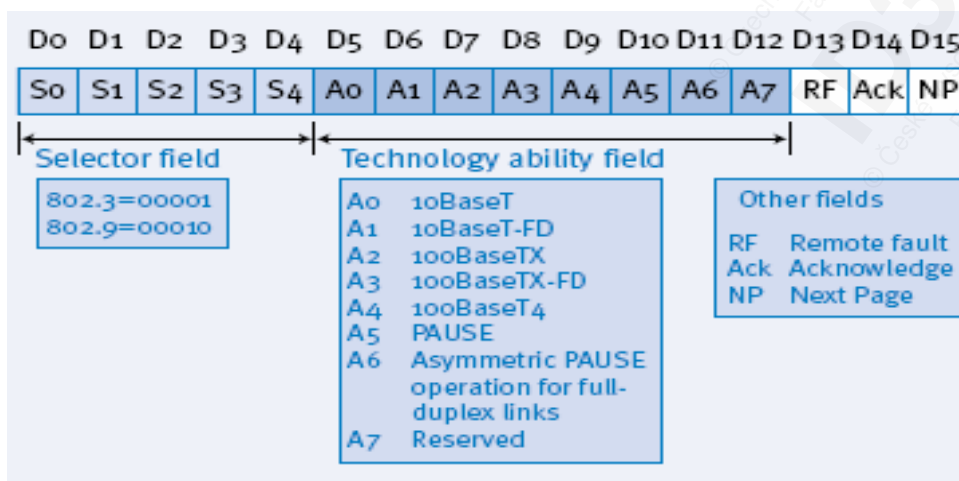 D0 D1 D2 D3 D4 D5 D6 D7 D8 D9 D10 D11 D12 D13 D14 D15
S0 S1 S2 S3 S4 A0 A1 A2 A3 A4 A5 A6 A7 RF Ack NP
Selector field
802.3=00001
802.9=00010
Technology ability field
A0 10BaseT
A1 10BaseT-FD
A2 100BaseTX
A3 100BaseTX-FD
A4 100BaseT4
A5 PAUSE
A6 Asymmetric PAUSE
operation for full-
duplex links
A7 Reserved
Other fields
RF Remote fault
Ack Acknowledge
NP Next Page